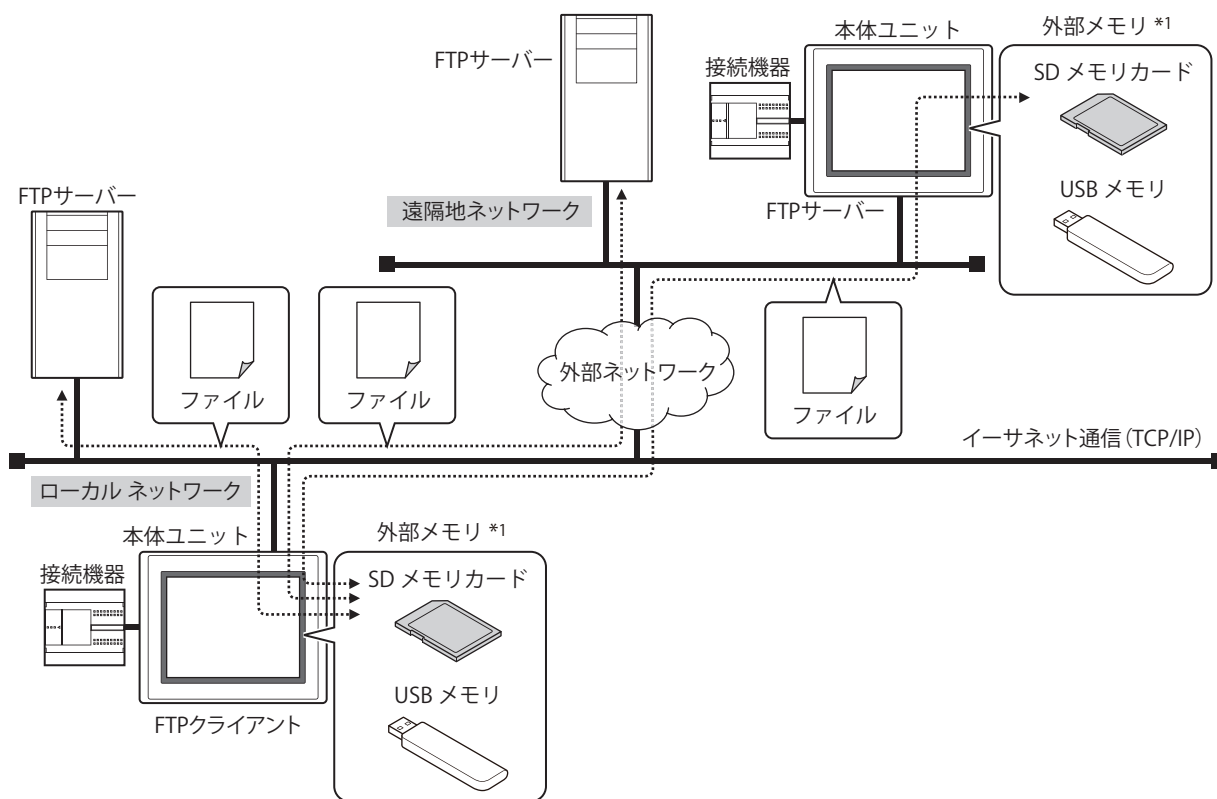 FTPサーバー
本体ユニット
外部メモリ *1
接続機器
SD メモリカード
USB メモリ
FTPサーバー
遠隔地ネットワーク
FTPサーバー
ファイル
ファイル
外部ネットワーク
ファイル
イーサネット通信(TCP/IP)
ローカル ネットワーク
本体ユニット
外部メモリ *1
接続機器
SD メモリカード
USB メモリ
FTPクライアント